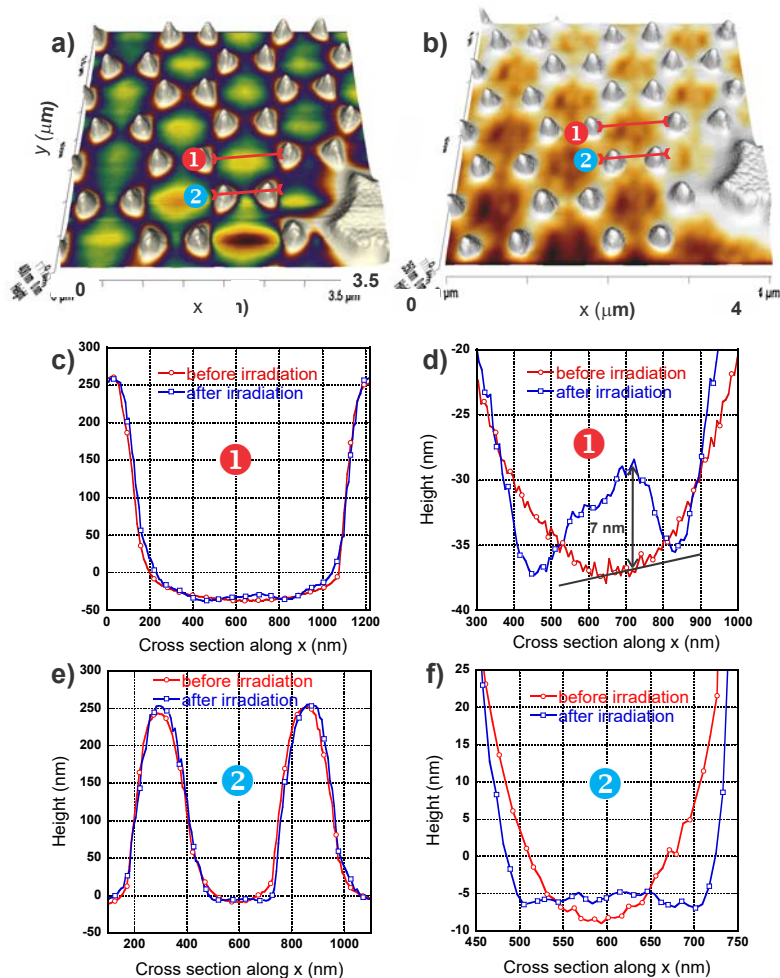 a)
b)
y (μm)
1
2
1
2
0
x
m)
3.5 μm
3.5
0
μm
x (μm)
4
c)
d)
before irradiation
after irradiation
1
300
250
200
150
100
50
0
-50
0 200 400 600 800 1000 1200
Cross section along x (nm)
before irradiation
after irradiation
1
7 nm
Height (nm)
-20
-25
-30
-35
-40
300 400 500 600 700 800 900 1000
Cross section along x (nm)
e)
f)
before irradiation
after irradiation
2
Height (nm)
300
250
200
150
100
50
0
-50
200 400 600 800 1000
Cross section along x (nm)
before irradiation
after irradiation
2
Height (nm)
25
20
15
10
5
0
-5
-10
450 500 550 600 650 700 750
Cross section along x (nm)